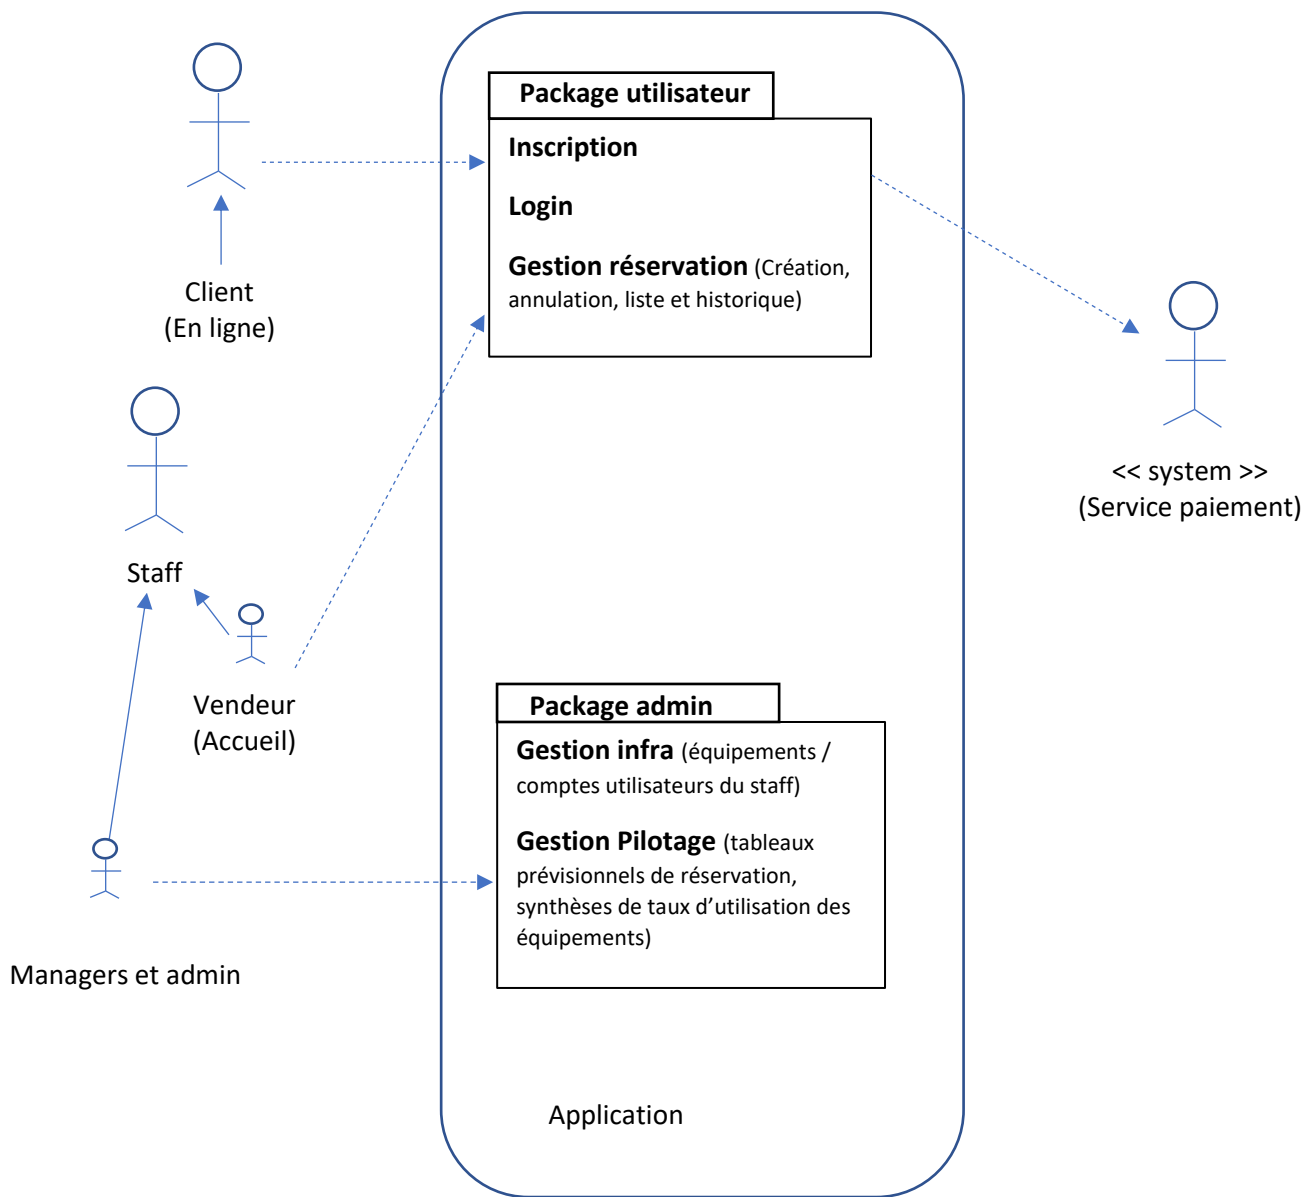 Package utilisateur
Inscription
Login
Gestion réservation (Création,
annulation, liste et historique)
Client
(En ligne)
<< system >>
(Service paiement)
Staff
Vendeur
(Accueil)
Package admin
Gestion infra (équipements /
comptes utilisateurs du staff)
Gestion Pilotage (tableaux
prévisionnels de réservation,
synthèses de taux d’utilisation des
équipements)
Managers et admin
Application